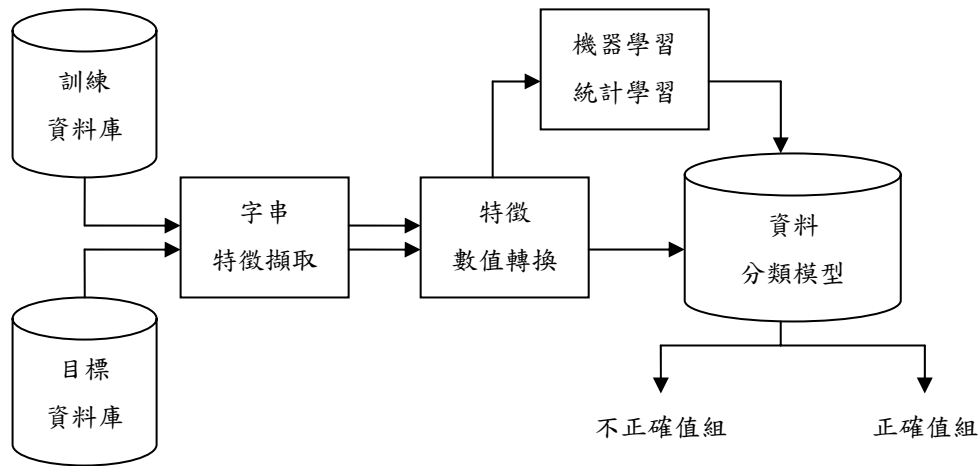 訓練
資料庫
機器學習
統計學習
字串
特徵擷取
特徵
數值轉換
資料
分類模型
目標
資料庫
不正確值組
正確值組